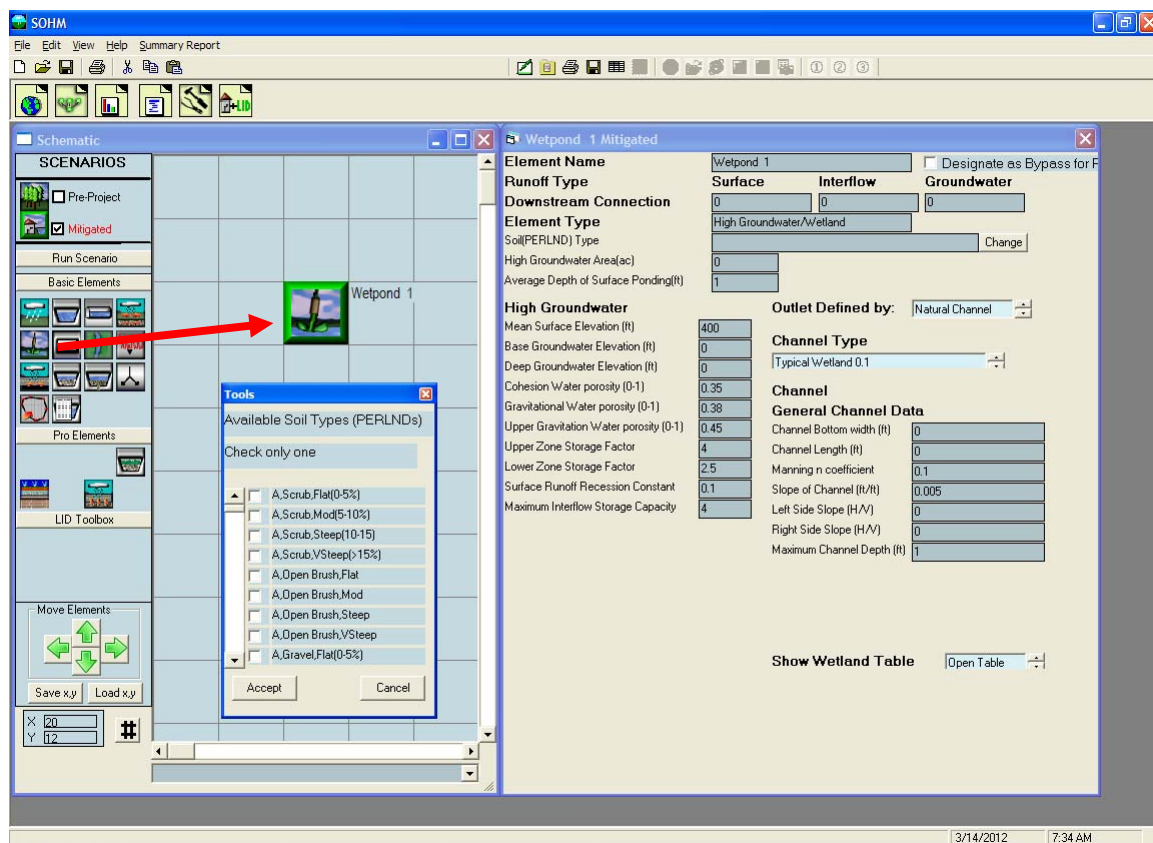 SOHM
File Edit View Help Summary Report
Schematic
SCENARIOS
Pre-Project
Mitigated
Run Scenario
Basic Elements
Pro Elements
LID Toolbox
Move Elements
Save x,y Load x,y
X 20
Y 12
Wetpond 1
Tools
Available Soil Types (PERLNDs)
Check only one
A,Scrub,Flat(0-5%)
A,Scrub,Mod(5-10%)
A,Scrub,Steep(10-15)
A,Scrub,VSteep(>15%)
A,Open Brush,Flat
A,Open Brush,Mod
A,Open Brush,Steep
A,Open Brush,VSteep
A,Gravel,Flat(0-5%)
Accept Cancel
Wetpond 1 Mitigated
Element Name Wetpond 1 Designate as Bypass for P
Runoff Type Surface Interflow Groundwater
Downstream Connection 0 0 0
Element Type High Groundwater/Wetland
Soil(PERLND) Type Change
High Groundwater Area(ac) 0
Average Depth of Surface Ponding(ft) 1
High Groundwater
Mean Surface Elevation (ft) 400
Base Groundwater Elevation (ft) 0
Deep Groundwater Elevation (ft) 0
Cohesion Water porosity (0-1) 0.35
Gravitational Water porosity (0-1) 0.38
Upper Gravitation Water porosity (0-1) 0.45
Upper Zone Storage Factor 4
Lower Zone Storage Factor 2.5
Surface Runoff Recession Constant 0.1
Maximum Interflow Storage Capacity 4
Outlet Defined by: Natural Channel
Channel Type
Typical Wetland 0.1
Channel
General Channel Data
Channel Bottom width (ft) 0
Channel Length (ft) 0
Manning n coefficient 0.1
Slope of Channel (ft/ft) 0.005
Left Side Slope (H/V) 0
Right Side Slope (H/V) 0
Maximum Channel Depth (ft) 1
Show Wetland Table Open Table
3/14/2012 7:34 AM